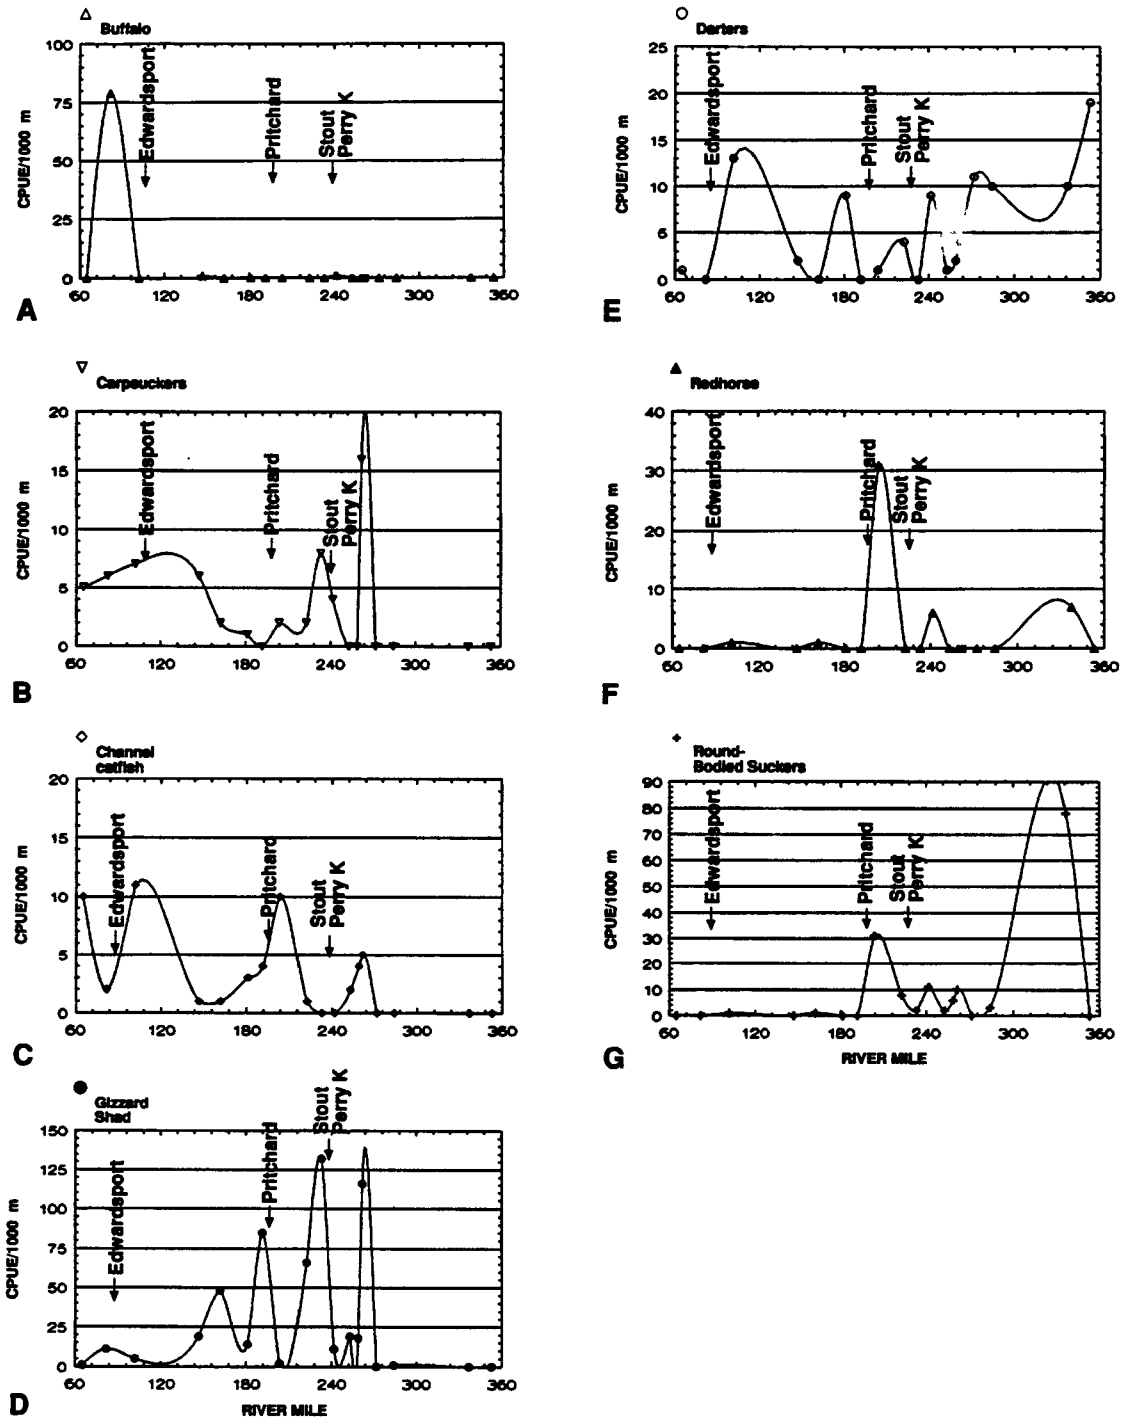 Buffalo
CPUE/1000 m
100
75
50
25
0
60 120 180 240 300 360
Edwardsport
Pritchard
Stout
Perry K
A
Carpsuckers
CPUE/1000 m
20
15
10
5
0
60 120 180 240 300 360
Edwardsport
Pritchard
Stout
Perry K
B
Channel
catfish
CPUE/1000 m
20
15
10
5
0
60 120 180 240 300 360
Edwardsport
Pritchard
Stout
Perry K
C
Gizzard
Shad
CPUE/1000 m
150
125
100
75
50
25
0
60 120 180 240 300 360
Edwardsport
Pritchard
Stout
Perry K
RIVER MILE
D
Darters
CPUE/1000 m
25
20
15
10
5
0
60 120 180 240 300 360
Edwardsport
Pritchard
Stout
Perry K
E
Redhorse
CPUE/1000 m
40
30
20
10
0
60 120 180 240 300 360
Edwardsport
Pritchard
Stout
Perry K
F
Round-
Bodied Suckers
CPUE/1000 m
90
80
70
60
50
40
30
20
10
0
60 120 180 240 300 360
Edwardsport
Pritchard
Stout
Perry K
RIVER MILE
G